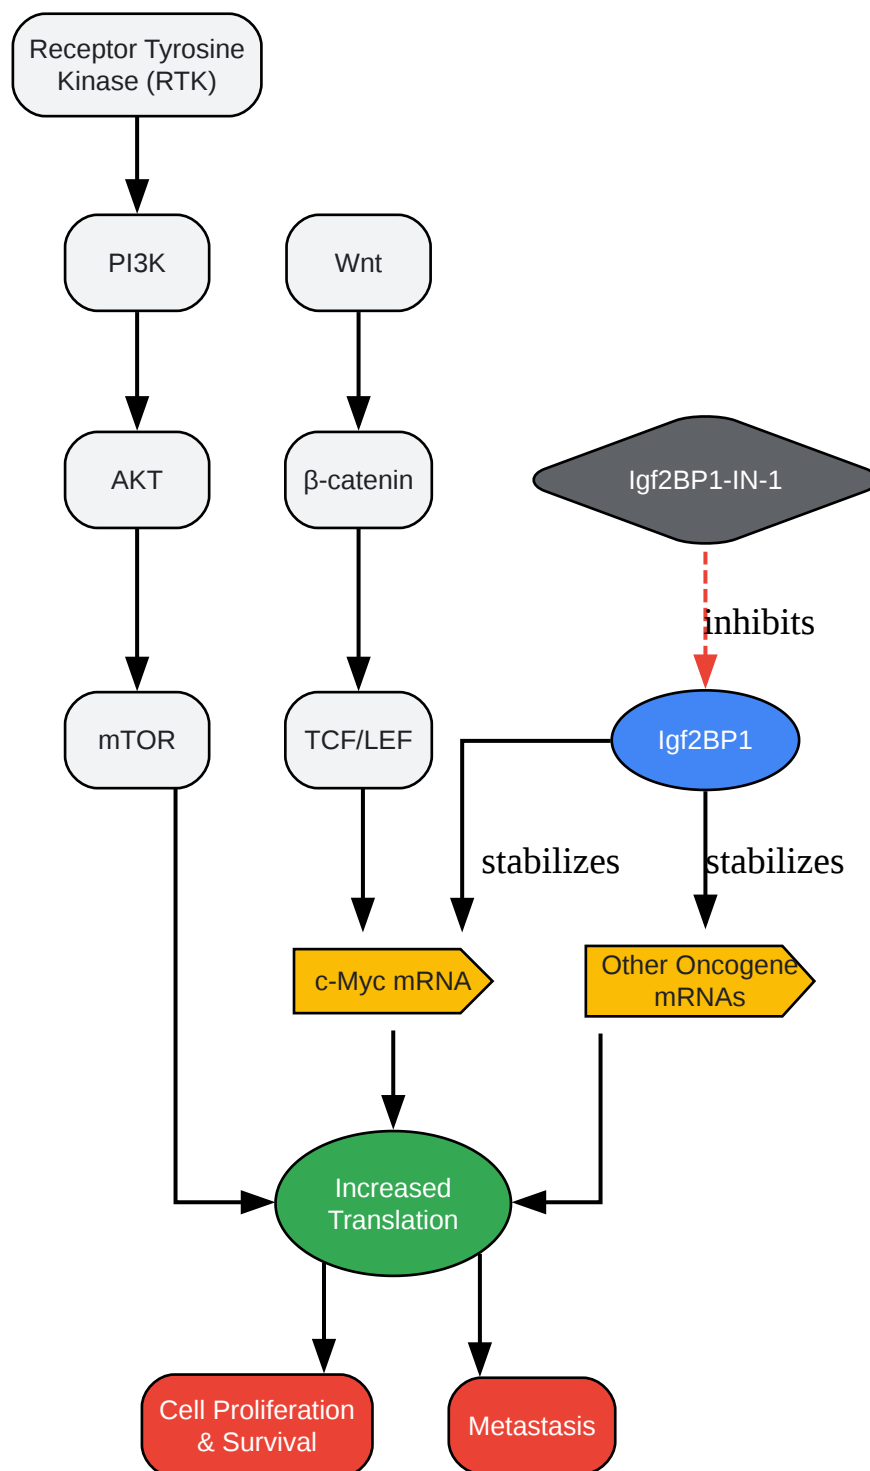 Receptor Tyrosine
Kinase (RTK)
PI3K
Wnt
AKT
β-catenin
Igf2BP1-IN-1
inhibits
mTOR
TCF/LEF
Igf2BP1
stabilizes
stabilizes
c-Myc mRNA
Other Oncogene
mRNAs
Increased
Translation
Cell Proliferation
& Survival
Metastasis